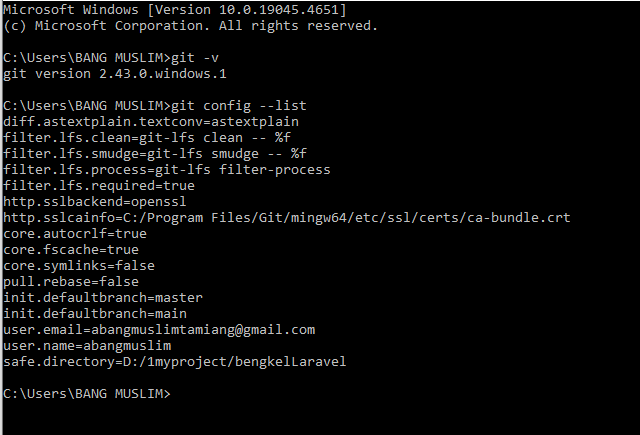 Microsoft Windows [Version 10.0.19045.4651]
(c) Microsoft Corporation. All rights reserved.
C:\Users\BANG MUSLIM>git -v
git version 2.43.0.windows.1
C:\Users\BANG MUSLIM>git config --list
diff.astextplain.textconv=astextplain
filter.lfs.clean=git-lfs clean -- %f
filter.lfs.smudge=git-lfs smudge -- %f
filter.lfs.process=git-lfs filter-process
filter.lfs.required=true
http.sslbackend=openssl
http.sslcainfo=C:/Program Files/Git/mingw64/etc/ssl/certs/ca-bundle.crt
core.autocrlf=true
core.fscache=true
core.symlinks=false
pull.rebase=false
init.defaultbranch=master
init.defaultbranch=main
user.email=abangmuslimtamiang@gmail.com
user.name=abangmuslim
safe.directory=D:/1myproject/bengkelLaravel
C:\Users\BANG MUSLIM>